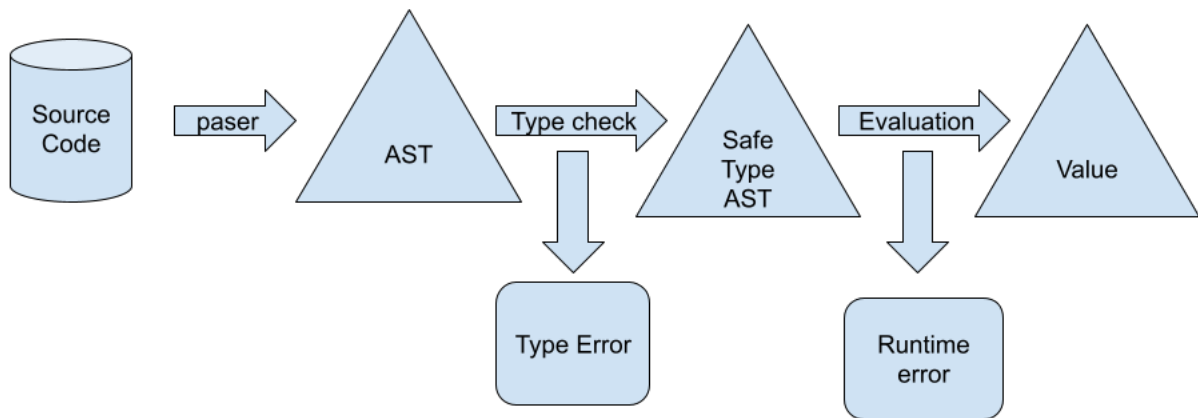 Source
Code
paser
AST
Type check
Safe
Type
AST
Evaluation
Value
Type Error
Runtime
error